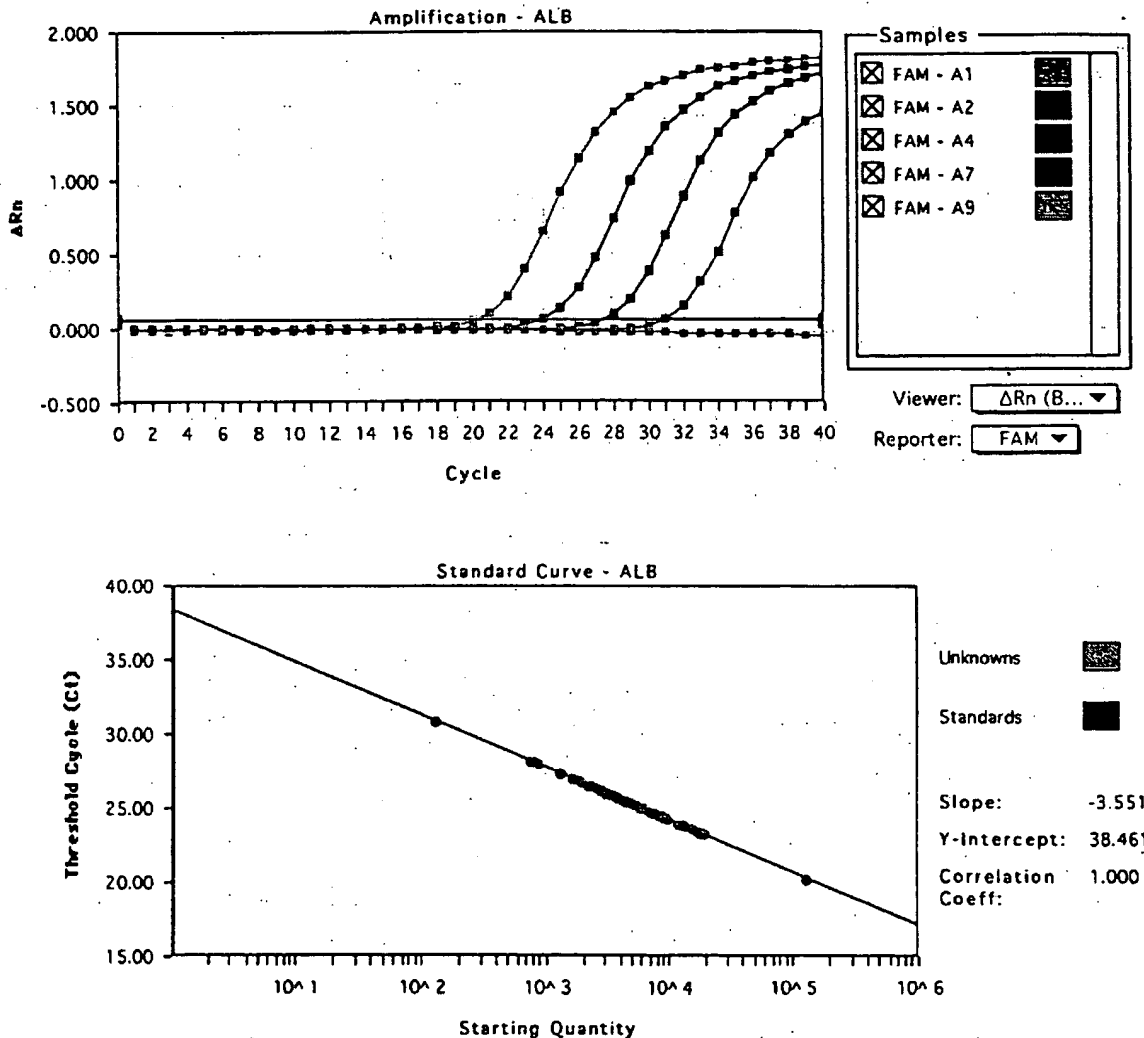 Amplification - ALB
2.000
1.500
1.000
0.500
0.000
-0.500
ΔRn
0 2 4 6 8 10 12 14 16 18 20 22 24 26 28 30 32 34 36 38 40
Cycle
Samples
FAM - A1
FAM - A2
FAM - A4
FAM - A7
FAM - A9
Viewer: ΔRn (B...
Reporter: FAM
Standard Curve - ALB
40.00
35.00
30.00
25.00
20.00
15.00
Threshold Cycle (Ct)
10^1 10^2 10^3 10^4 10^5 10^6
Starting Quantity
Unknowns
Standards
Slope: -3.551
Y-Intercept: 38.461
Correlation 1.000
Coeff: